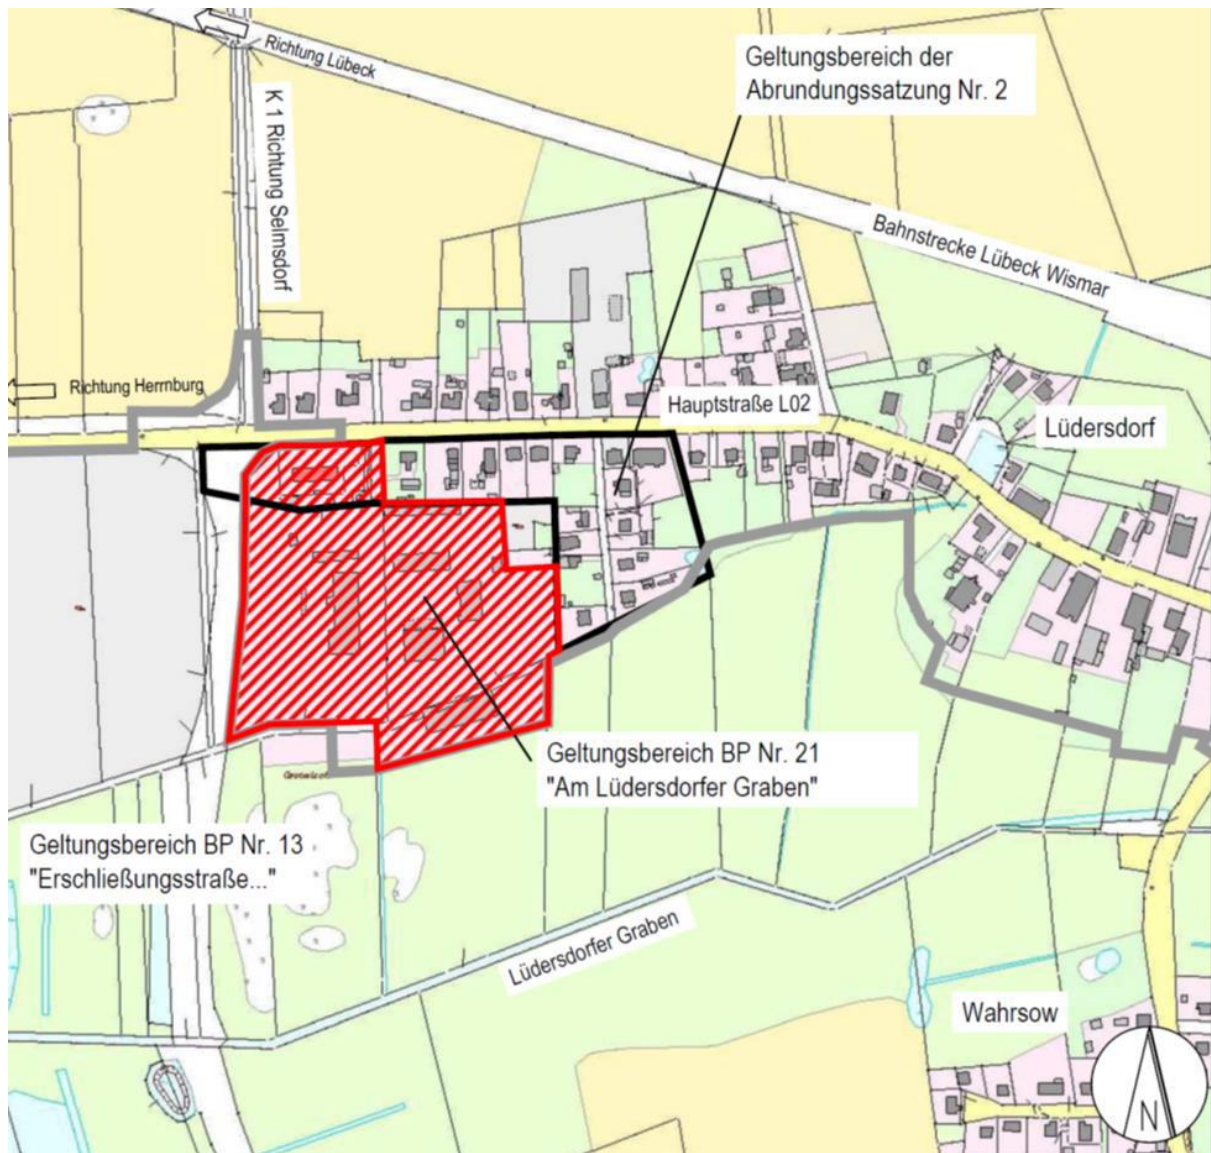 Richtung Lübeck
Geltungsbereich der
Abrundungssatzung Nr. 2
K 1 Richtung Selmsdorf
Bahnstrecke Lübeck Wismar
Richtung Herrnburg
Hauptstraße L02
Lüdersdorf
Geltungsbereich BP Nr. 21
"Am Lüdersdorfer Graben"
Geltungsbereich BP Nr. 13
"Erschließungsstraße..."
Lüdersdorfer Graben
Wahrsow
N